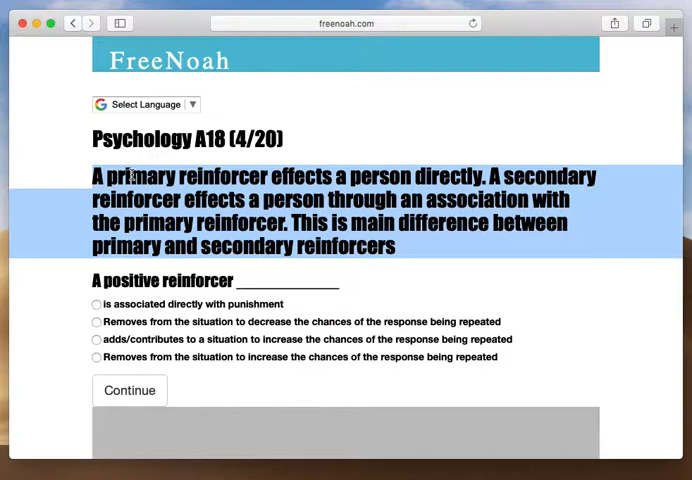 freenoah.com
FreeNoah
Select Language
Psychology A18 (4/20)
A primary reinforcer effects a person directly. A secondary
reinforcer effects a person through an association with
the primary reinforcer. This is main difference between
primary and secondary reinforcers
A positive reinforcer ______________
is associated directly with punishment
Removes from the situation to decrease the chances of the response being repeated
adds/contributes to a situation to increase the chances of the response being repeated
Removes from the situation to increase the chances of the response being repeated
Continue